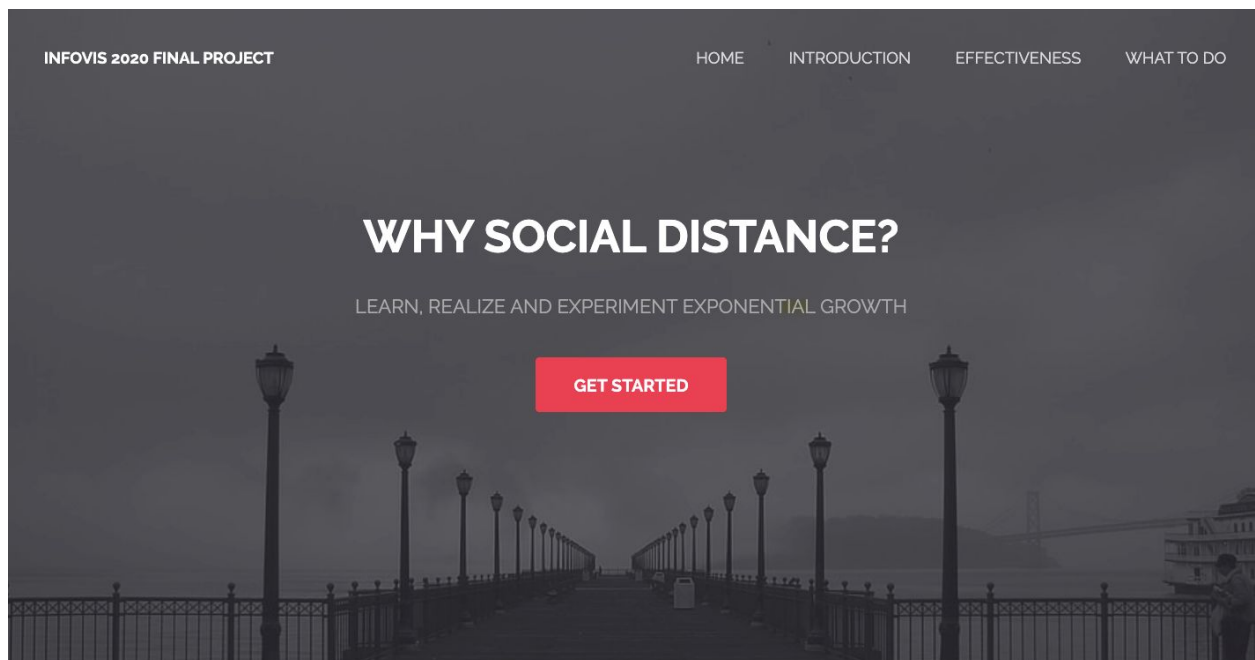 INFOVIS 2020 FINAL PROJECT
HOME
INTRODUCTION
EFFECTIVENESS
WHAT TO DO
WHY SOCIAL DISTANCE?
LEARN, REALIZE AND EXPERIMENT EXPONENTIAL GROWTH
GET STARTED